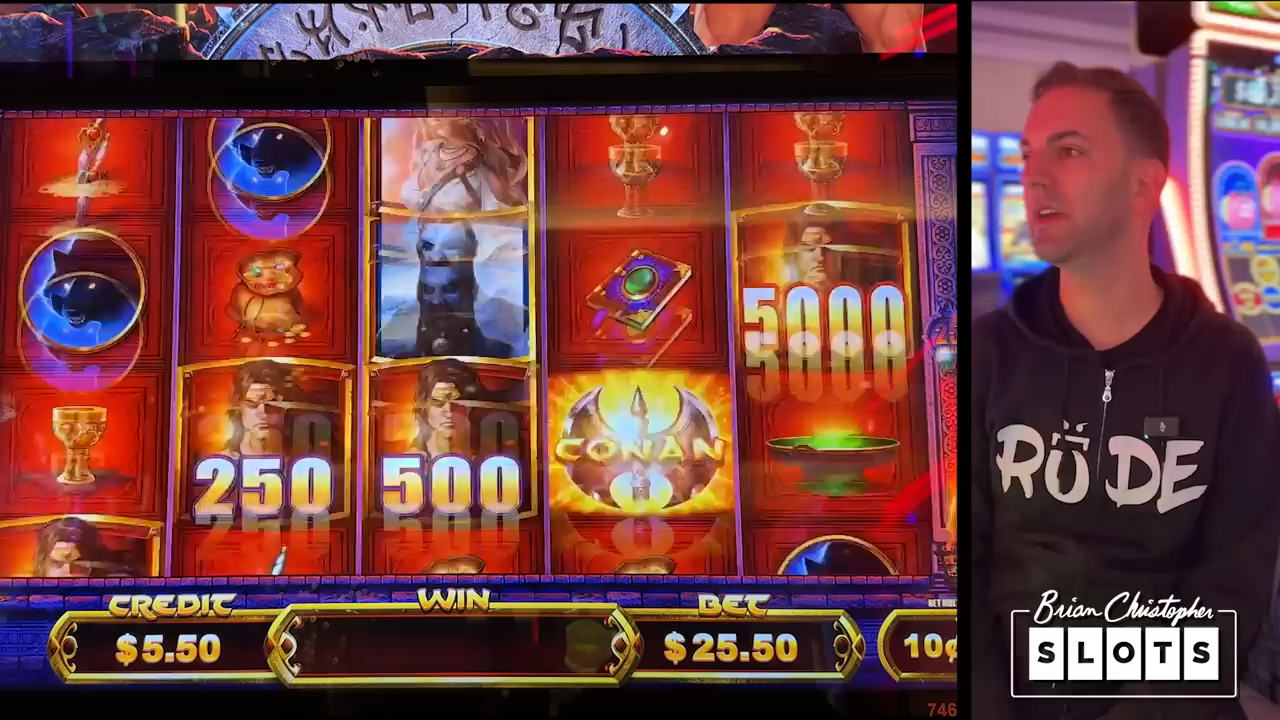 5000
250
500
CONAN
CREDIT
WIN
BET
$5.50
$25.50
10¢
746
RÜDE
Brian Christopher
SLOTS